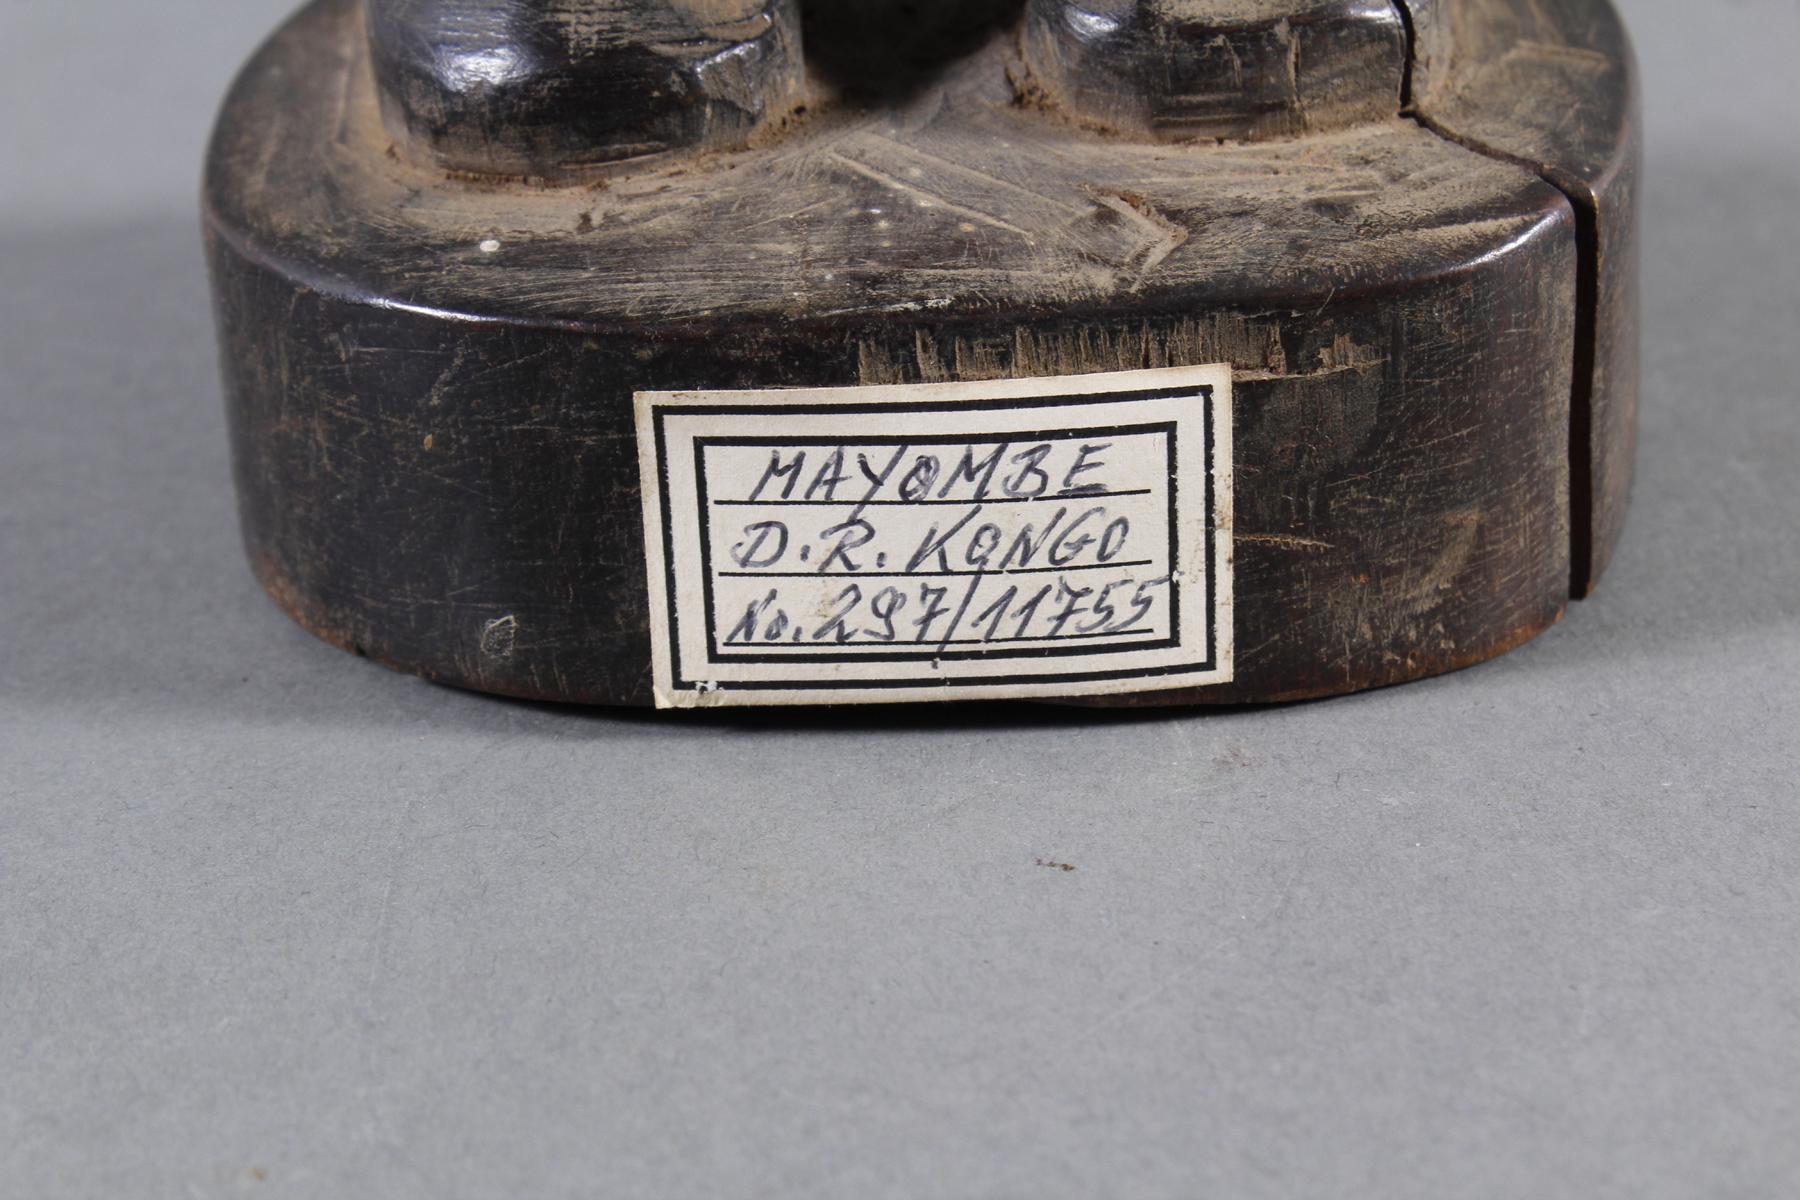 MAYOMBE
D.R. KONGO
No. 297/11755